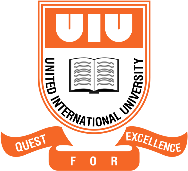 UIU
UNITED INTERNATIONAL UNIVERSITY
QUEST
FOR
EXCELLENCE